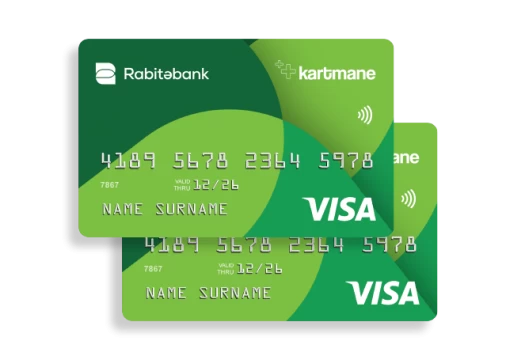 Rabitəbank
kartmane
4189 5678 2364 5978
7867
VALID
THRU 12/26
NAME SURNAME
VISA
ane
4189 5678 2364 5978
7867
VALID
THRU 12/26
NAME SURNAME
VISA